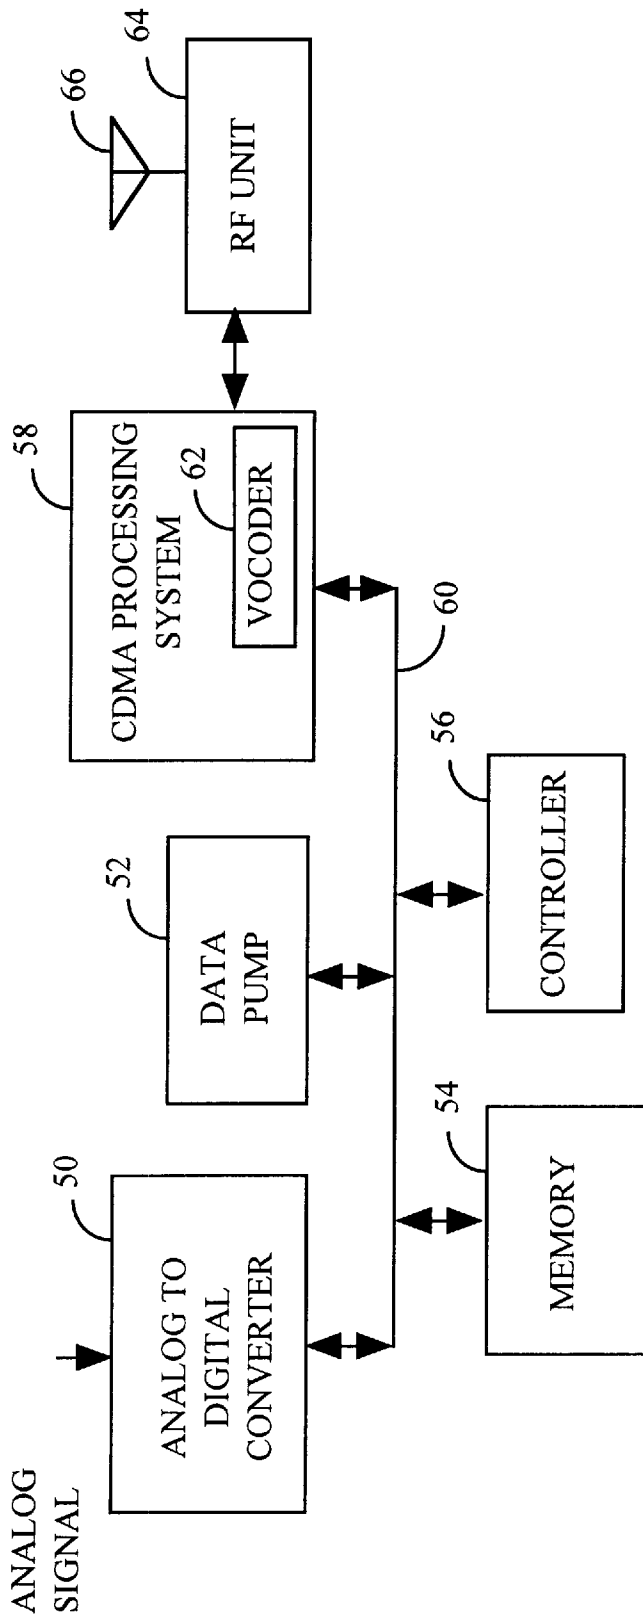 ANALOG
SIGNAL
50
ANALOG TO
DIGITAL
CONVERTER
52
DATA
PUMP
58
CDMA PROCESSING
SYSTEM
62
VOCODER
66
64
RF UNIT
60
54
MEMORY
56
CONTROLLER